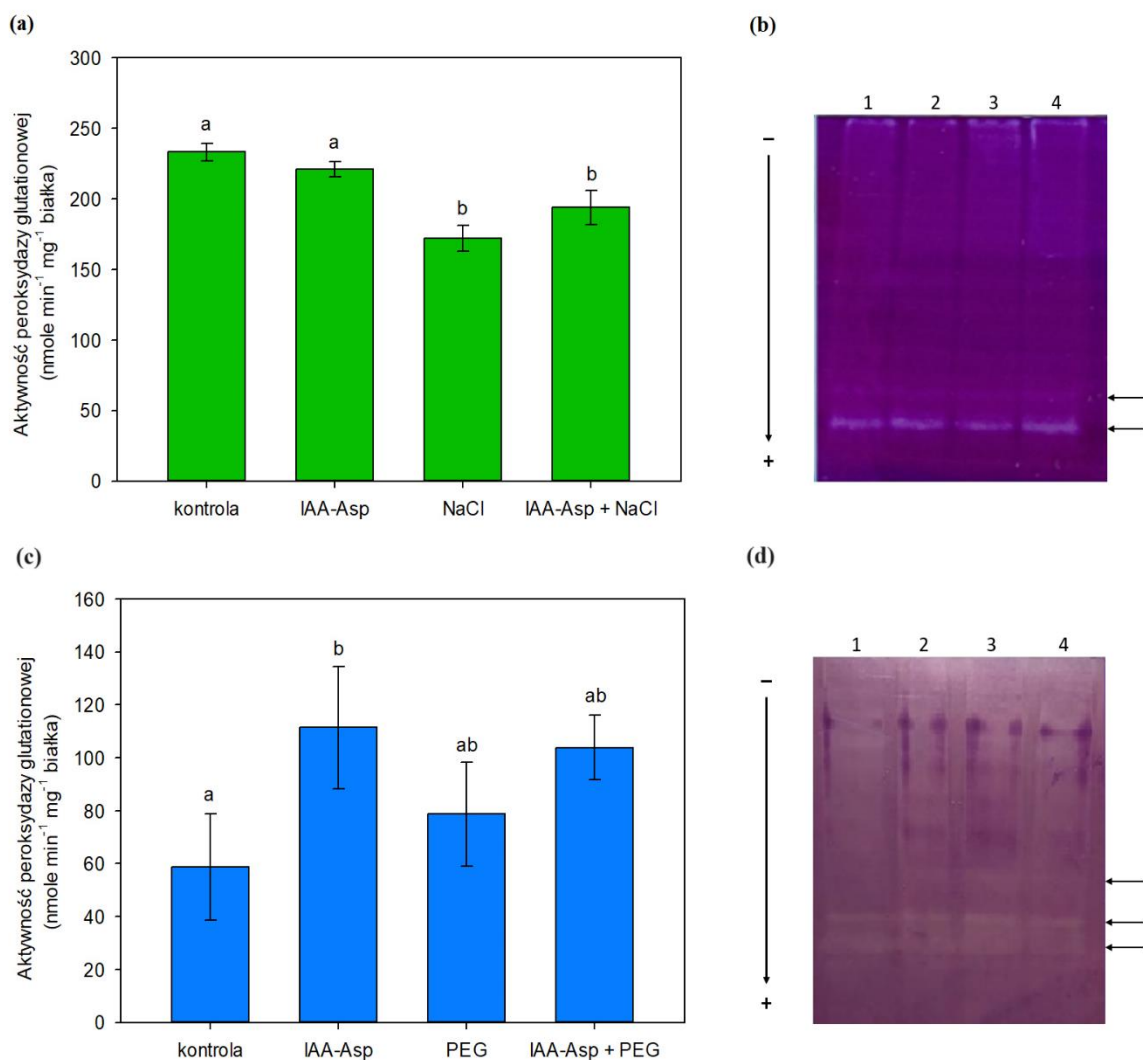 (a)
Aktywność peroksydazy glutationowej
(nmole min⁻¹ mg⁻¹ białka)
300
250
200
150
100
50
0
a
a
b
b
kontrola
IAA-Asp
NaCl
IAA-Asp + NaCl
(b)
1 2 3 4
–
+
(c)
Aktywność peroksydazy glutationowej
(nmole min⁻¹ mg⁻¹ białka)
160
140
120
100
80
60
40
20
0
a
b
ab
ab
kontrola
IAA-Asp
PEG
IAA-Asp + PEG
(d)
1 2 3 4
–
+